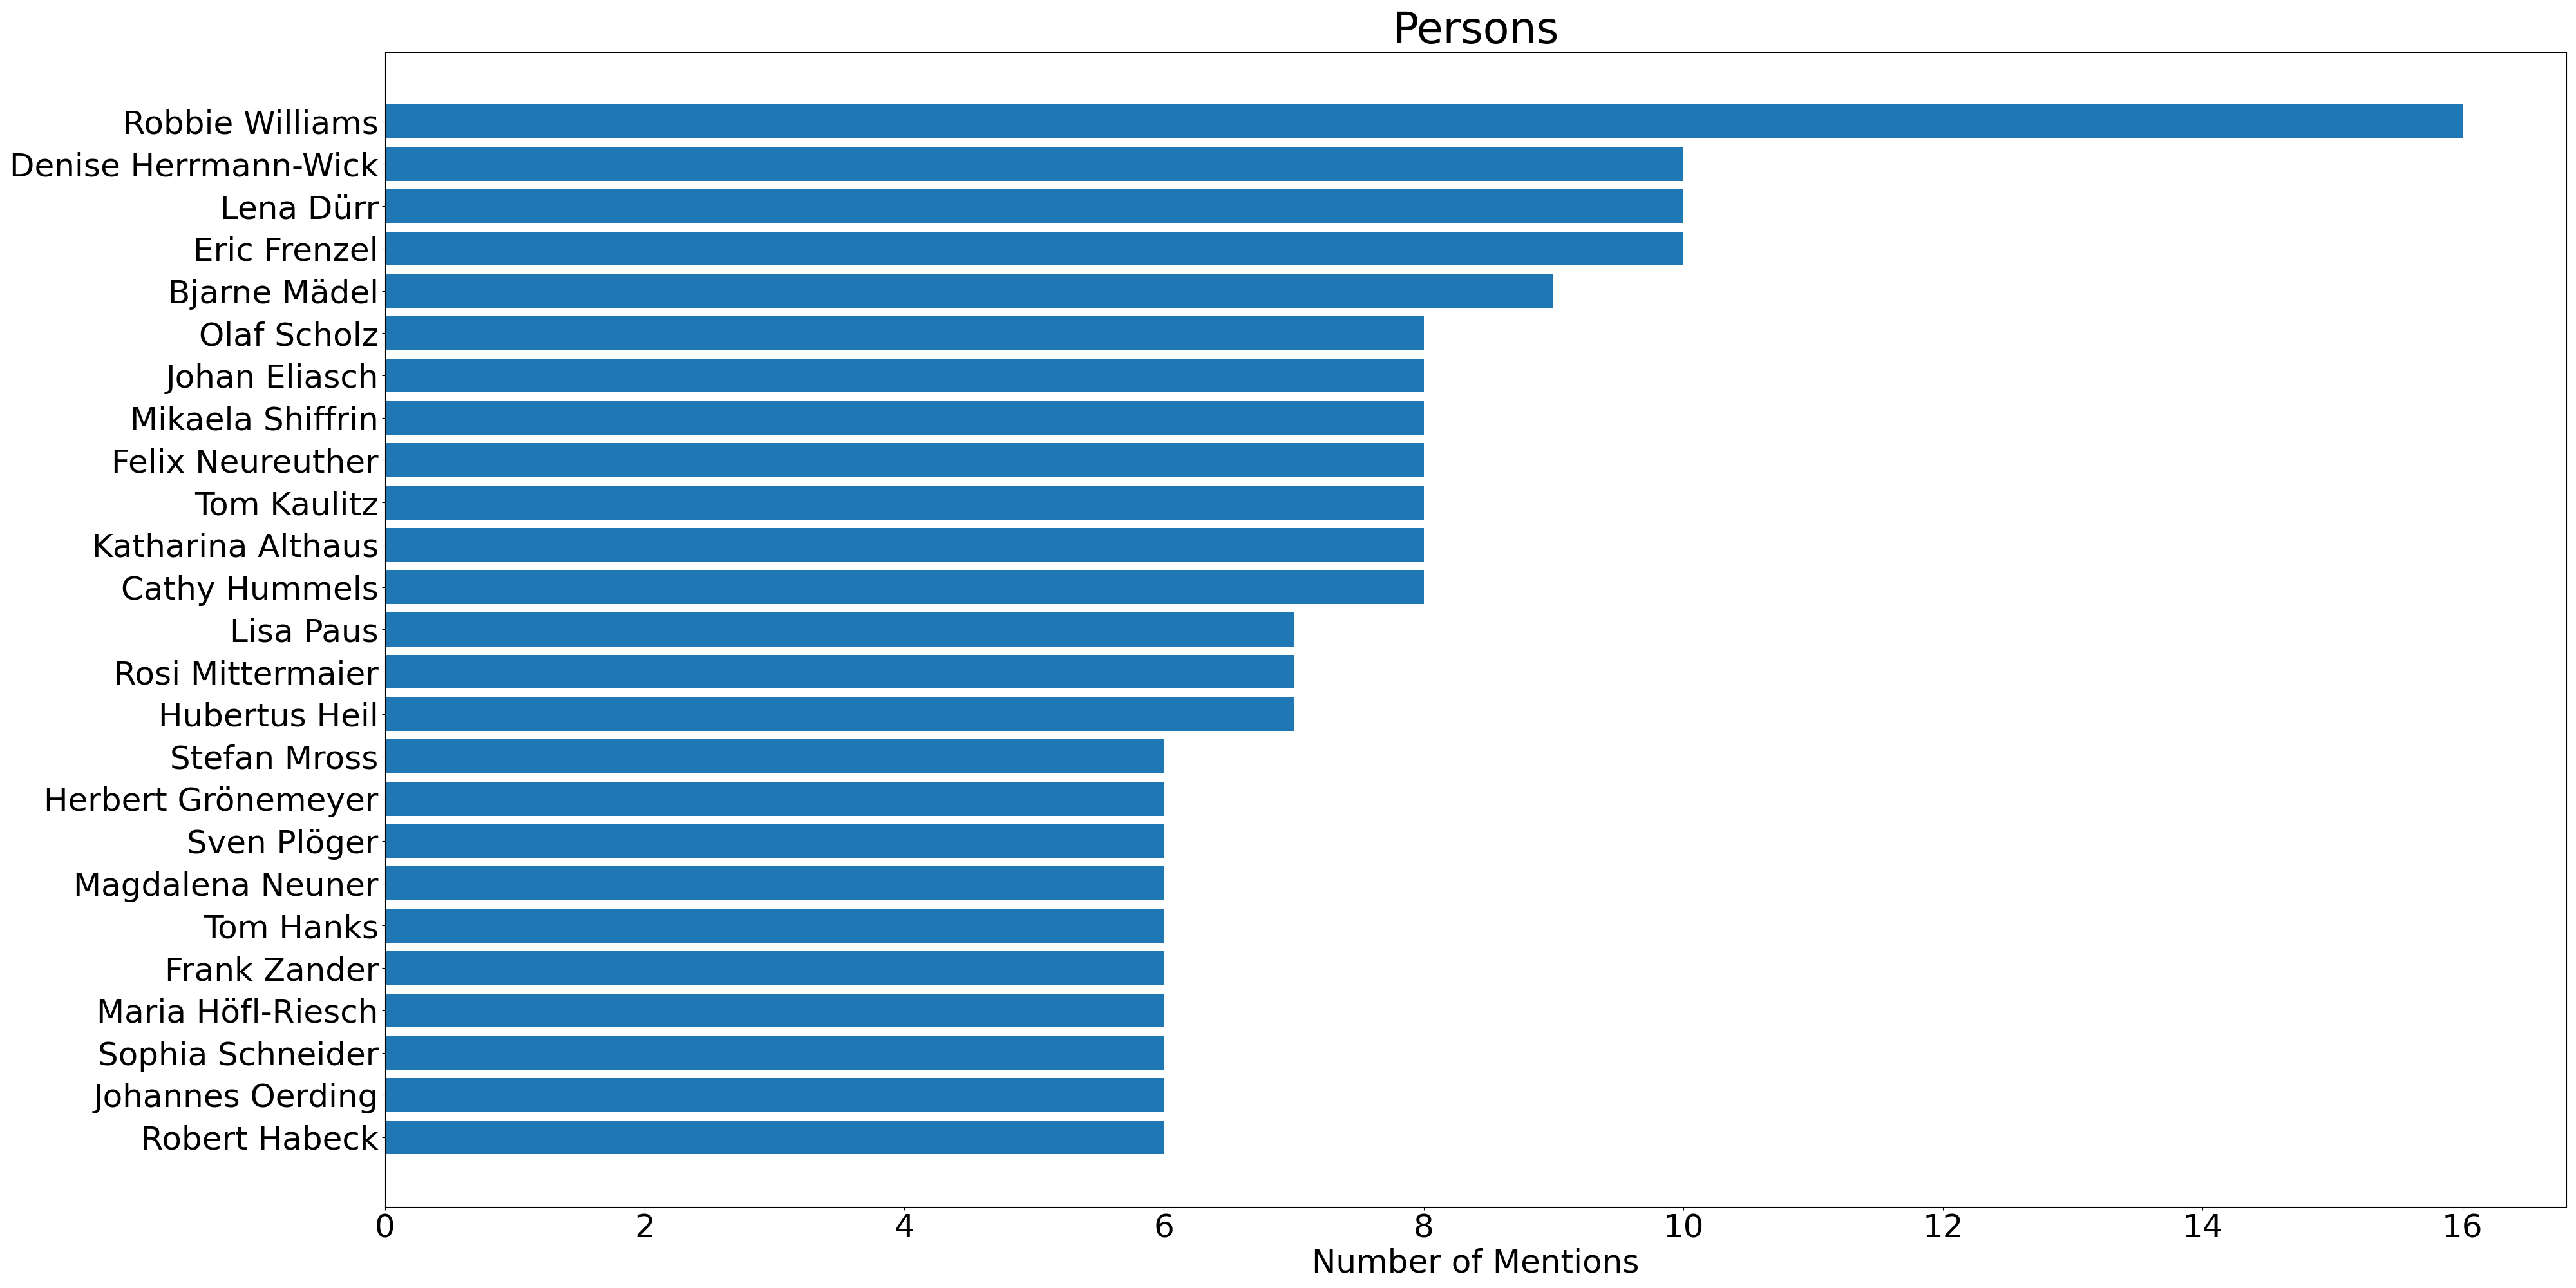 Persons
Robbie Williams
Denise Herrmann-Wick
Lena Dürr
Eric Frenzel
Bjarne Mädel
Olaf Scholz
Johan Eliasch
Mikaela Shiffrin
Felix Neureuther
Tom Kaulitz
Katharina Althaus
Cathy Hummels
Lisa Paus
Rosi Mittermaier
Hubertus Heil
Stefan Mross
Herbert Grönemeyer
Sven Plöger
Magdalena Neuner
Tom Hanks
Frank Zander
Maria Höfl-Riesch
Sophia Schneider
Johannes Oerding
Robert Habeck
0 2 4 6 8 10 12 14 16
Number of Mentions